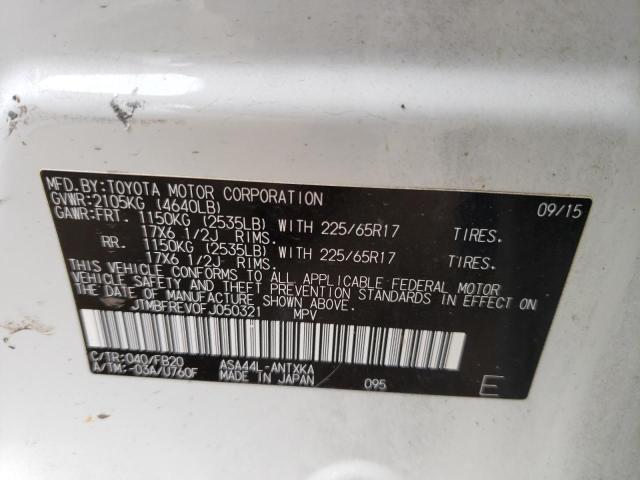 MFD.BY:TOYOTA MOTOR CORPORATION 09/15
GVWR:2105KG (4640LB)
GAWR:FRT. 1150KG (2535LB) WITH 225/65R17 TIRES.
17X6 1/2J RIMS.
RR. 1150KG (2535LB) WITH 225/65R17 TIRES.
17X6 1/2J RIMS.
THIS VEHICLE CONFORMS TO ALL APPLICABLE FEDERAL MOTOR
VEHICLE SAFETY AND THEFT PREVENTION STANDARDS IN EFFECT ON
THE DATE OF MANUFACTURE SHOWN ABOVE.
JTMBFREV0FJ050321 MPV
C/TR:040/FB20 ASA44L-ANTXKA
A/TM:-03A/U760F MADE IN JAPAN 095 E